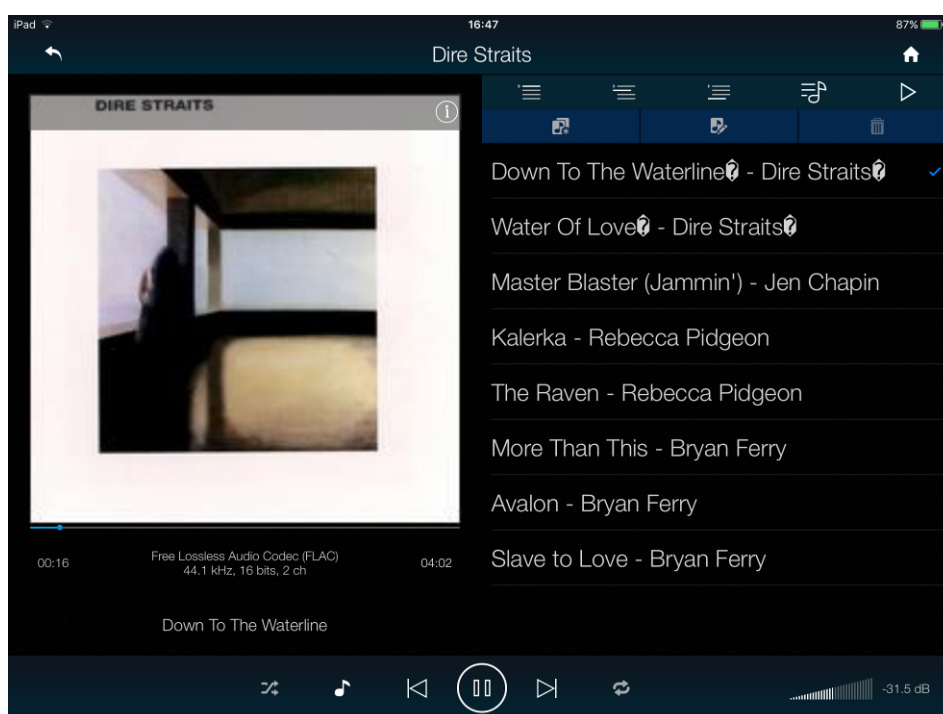 iPad 16:47 87%
Dire Straits
DIRE STRAITS
i
00:16 Free Lossless Audio Codec (FLAC) 04:02
44.1 kHz, 16 bits, 2 ch
Down To The Waterline
Down To The Waterline� - Dire Straits�
Water Of Love� - Dire Straits�
Master Blaster (Jammin') - Jen Chapin
Kalerka - Rebecca Pidgeon
The Raven - Rebecca Pidgeon
More Than This - Bryan Ferry
Avalon - Bryan Ferry
Slave to Love - Bryan Ferry
-31.5 dB